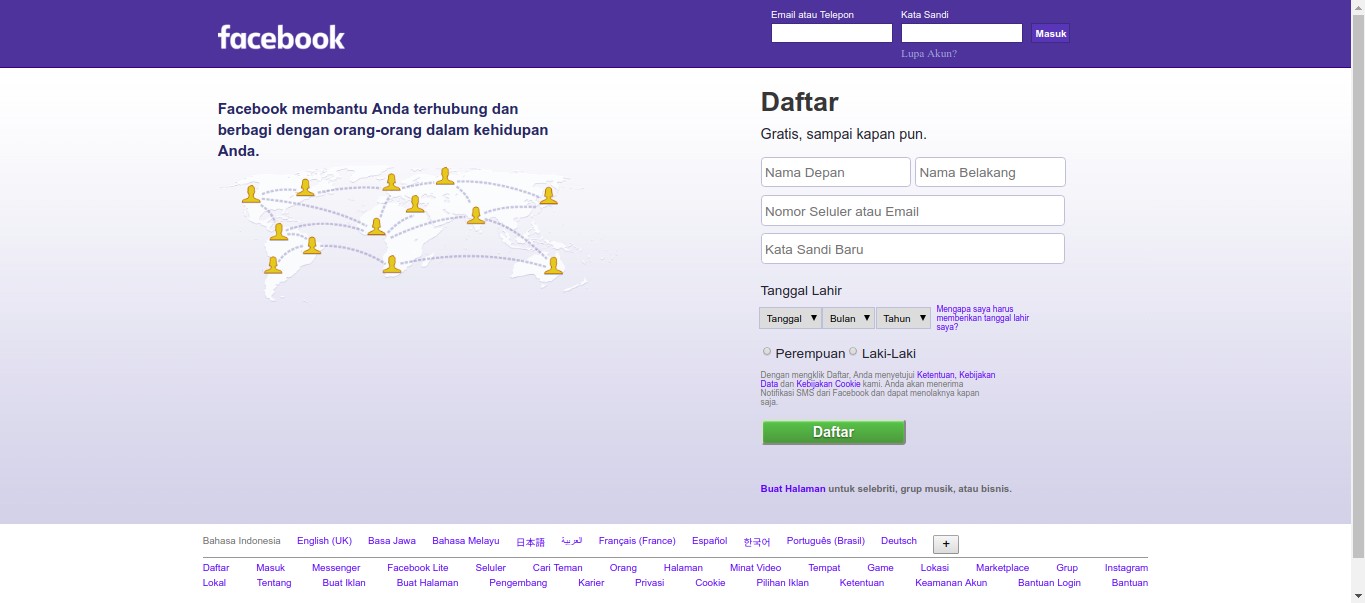 facebook
Email atau Telepon
Kata Sandi
Masuk
Lupa Akun?
Facebook membantu Anda terhubung dan
berbagi dengan orang-orang dalam kehidupan
Anda.
Daftar
Gratis, sampai kapan pun.
Nama Depan
Nama Belakang
Nomor Seluler atau Email
Kata Sandi Baru
Tanggal Lahir
Tanggal
Bulan
Tahun
Mengapa saya harus
memberikan tanggal lahir
saya?
Perempuan
Laki-Laki
Dengan mengklik Daftar, Anda menyetujui Ketentuan, Kebijakan
Data dan Kebijakan Cookie kami. Anda akan menerima
Notifikasi SMS dari Facebook dan dapat menolaknya kapan
saja.
Daftar
Buat Halaman untuk selebriti, grup musik, atau bisnis.
Bahasa Indonesia English (UK) Basa Jawa Bahasa Melayu 日本語 العربية Français (France) Español 한국어 Português (Brasil) Deutsch +
Daftar Masuk Messenger Facebook Lite Seluler Cari Teman Orang Halaman Minat Video Tempat Game Lokasi Marketplace Grup Instagram
Lokal Tentang Buat Iklan Buat Halaman Pengembang Karier Privasi Cookie Pilihan Iklan Ketentuan Keamanan Akun Bantuan Login Bantuan